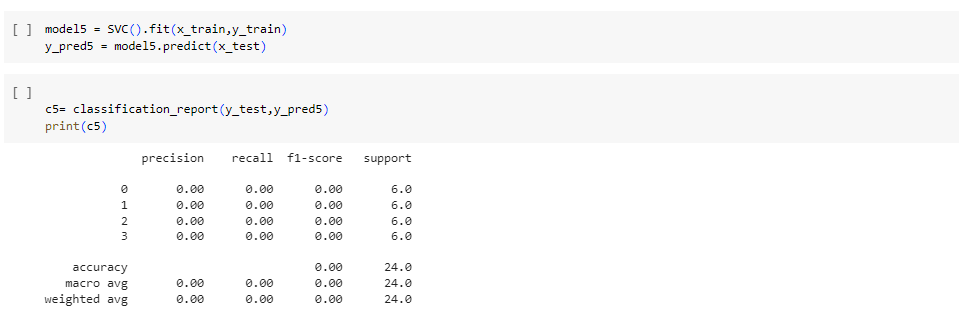 [ ] model5 = SVC().fit(x_train,y_train)
y_pred5 = model5.predict(x_test)
[ ]
c5= classification_report(y_test,y_pred5)
print(c5)
precision recall f1-score support
0 0.00 0.00 0.00 6.0
1 0.00 0.00 0.00 6.0
2 0.00 0.00 0.00 6.0
3 0.00 0.00 0.00 6.0
accuracy 0.00 24.0
macro avg 0.00 0.00 0.00 24.0
weighted avg 0.00 0.00 0.00 24.0